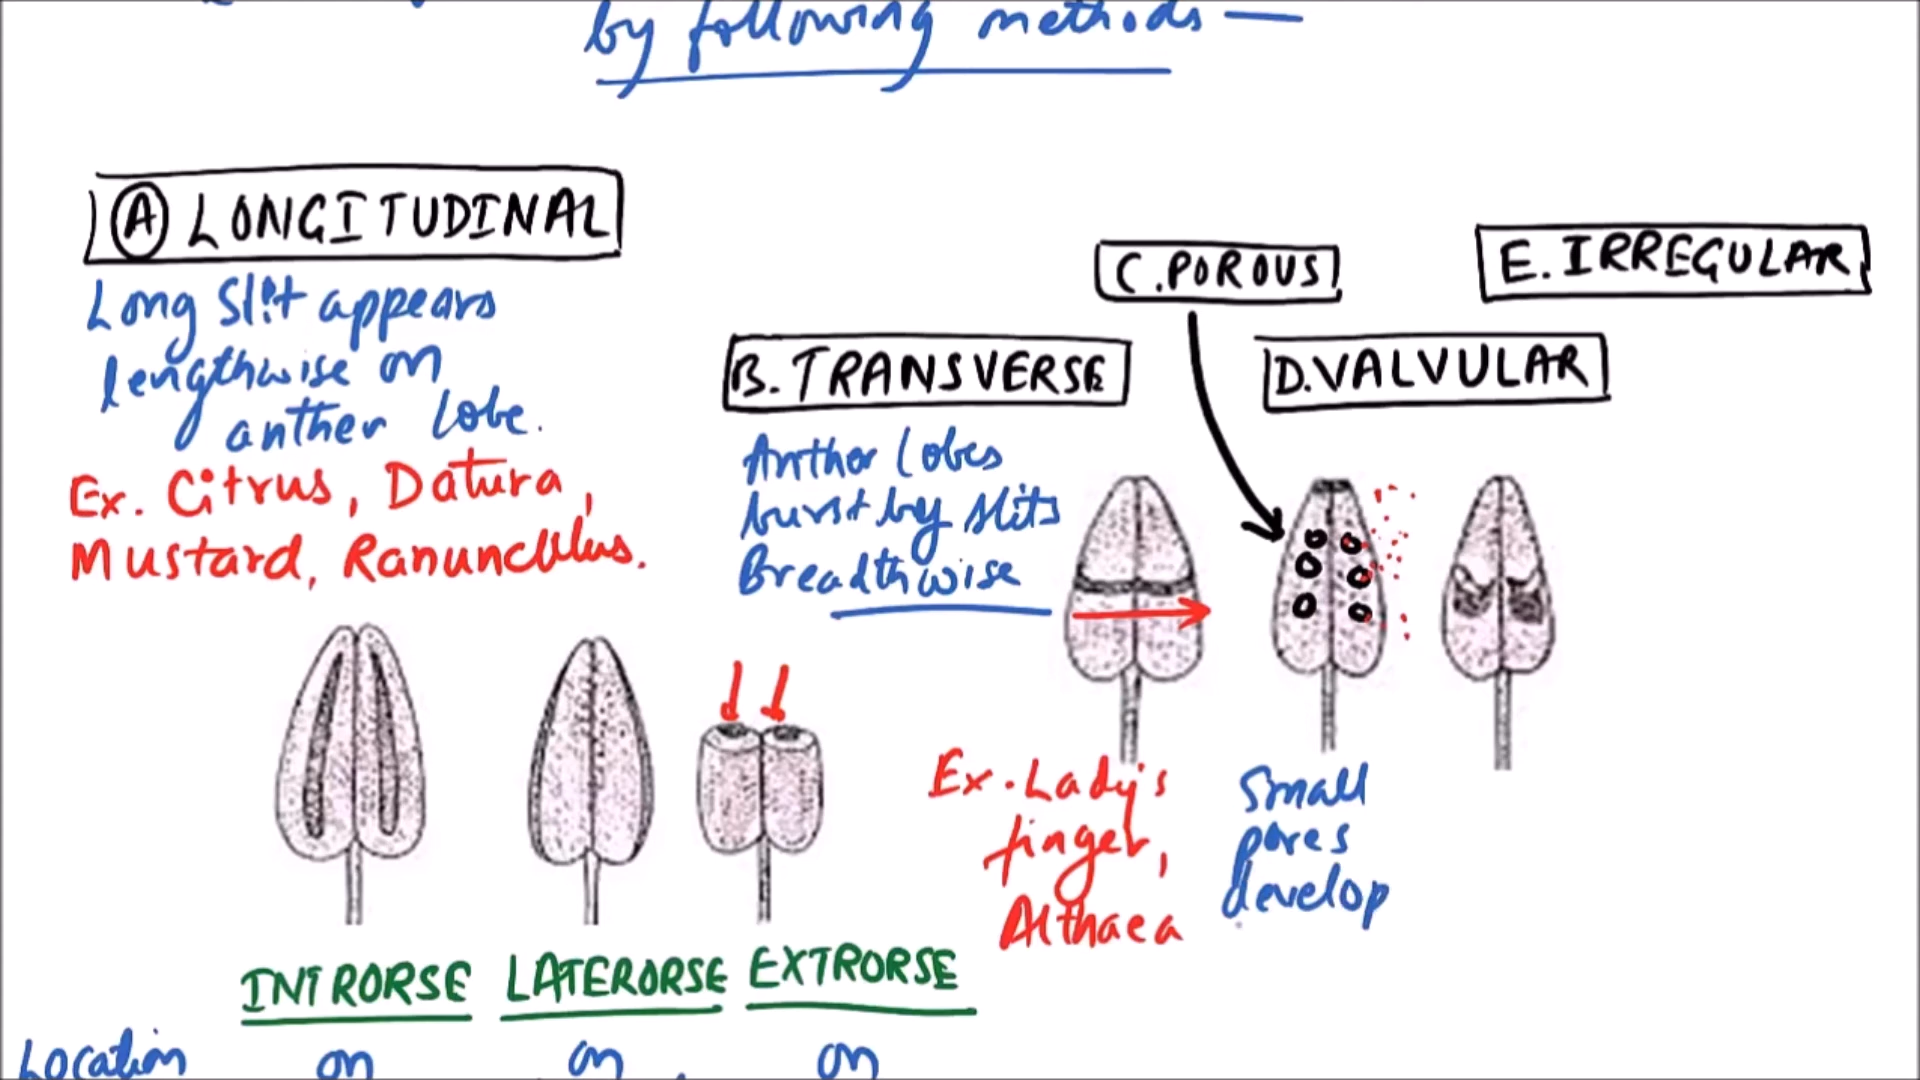 by following methods —
A LONGITUDINAL
Long Slit appears
lengthwise on
anther lobe.
Ex. Citrus, Datura,
Mustard, Ranunculus.
B. TRANSVERSE
Anthor lobes
burst by slits
Breadthwise
Ex. Lady's
finger,
Althaea
C. POROUS
Small
pores
develop
D. VALVULAR
E. IRREGULAR
INTRORSE LATERORSE EXTRORSE
Location on on on